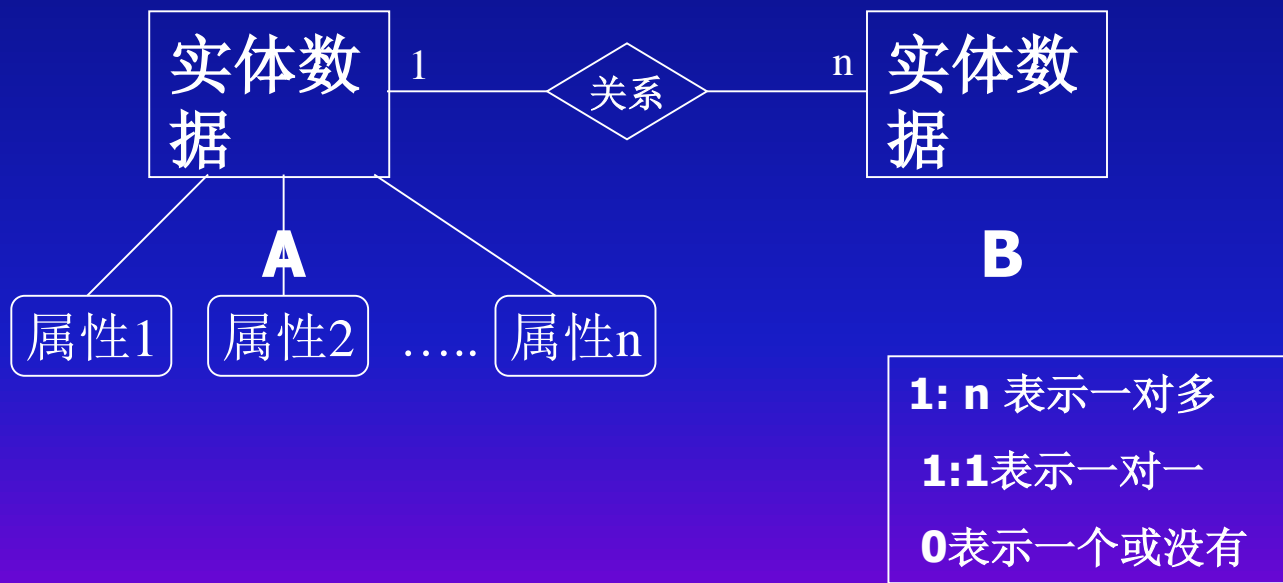 实体数
据
1
关系
n
实体数
据
A
B
属性1
属性2
…..
属性n
1: n 表示一对多
1:1表示一对一
0表示一个或没有